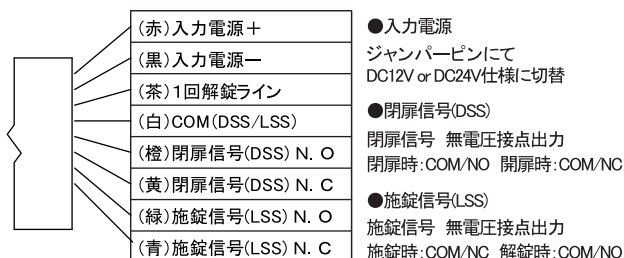 (赤)入力電源＋
(黒)入力電源ー
(茶)1回解錠ライン
(白)COM(DSS/LSS)
(橙)閉扉信号(DSS) N. O
(黄)閉扉信号(DSS) N. C
(緑)施錠信号(LSS) N. O
(青)施錠信号(LSS) N. C
●入力電源
ジャンパーピンにて
DC12V or DC24V仕様に切替
●閉扉信号(DSS)
閉扉信号 無電圧接点出力
閉扉時:COM/NO 開扉時:COM/NC
●施錠信号(LSS)
施錠信号 無電圧接点出力
施錠時:COM/NC 解錠時:COM/NO